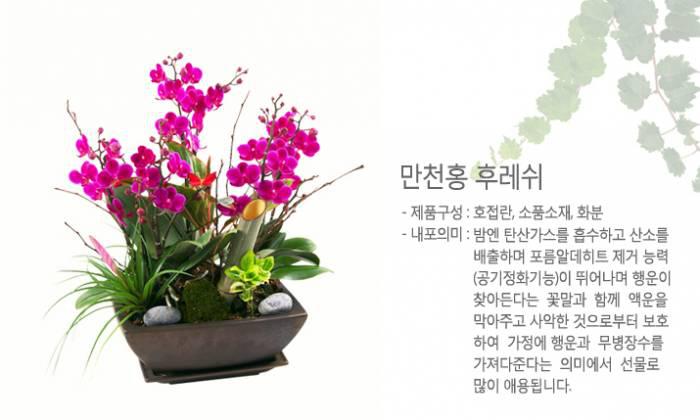 만천홍 후레쉬
- 제품구성 : 호접란, 소품소재, 화분
- 내포의미 : 밤엔 탄산가스를 흡수하고 산소를
배출하며 포름알데히트 제거 능력
(공기정화기능)이 뛰어나며 행운이
찾아든다는 꽃말과 함께 액운을
막아주고 사악한 것으로부터 보호
하여 가정에 행운과 무병장수를
가져다준다는 의미에서 선물로
많이 애용됩니다.